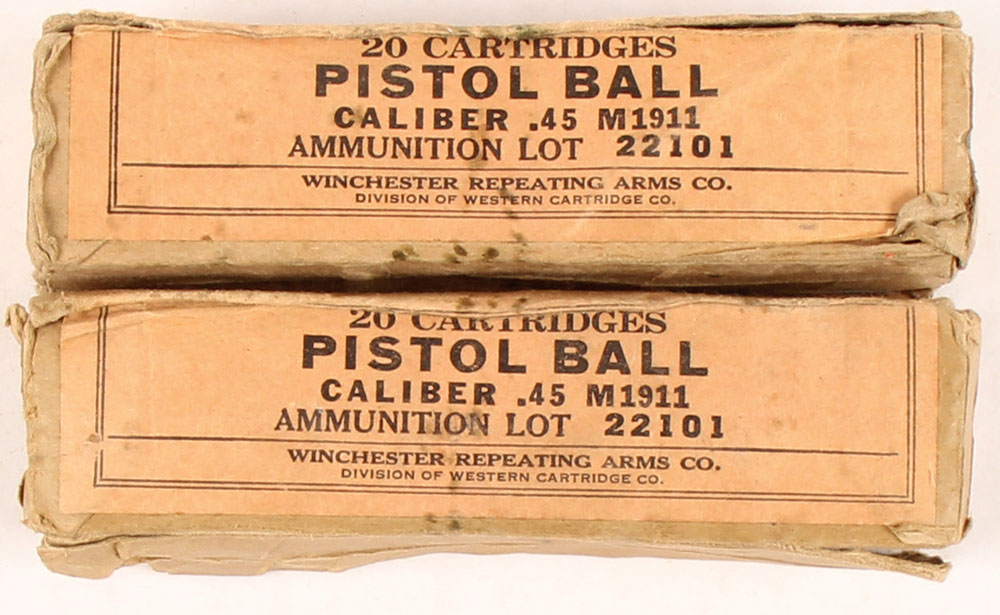 20 CARTRIDGES
PISTOL BALL
CALIBER .45 M1911
AMMUNITION LOT 22101
WINCHESTER REPEATING ARMS CO.
DIVISION OF WESTERN CARTRIDGE CO.
20 CARTRIDGES
PISTOL BALL
CALIBER .45 M1911
AMMUNITION LOT 22101
WINCHESTER REPEATING ARMS CO.
DIVISION OF WESTERN CARTRIDGE CO.